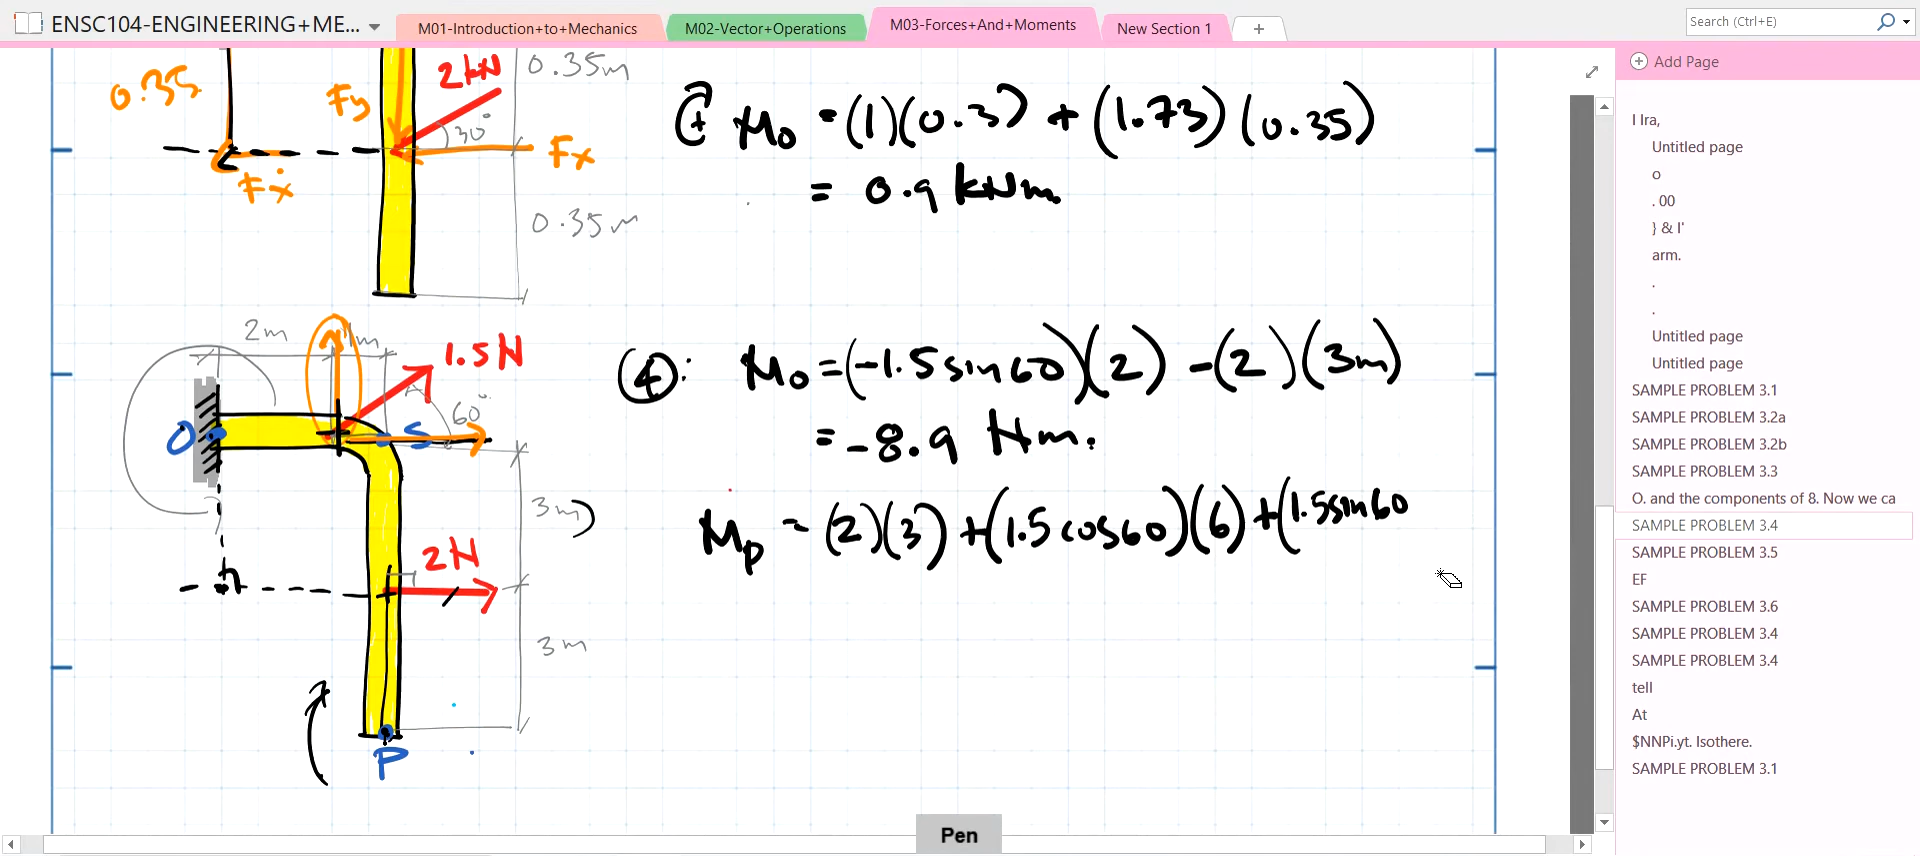 ENSC104-ENGINEERING+ME...
M01-Introduction+to+Mechanics
M02-Vector+Operations
M03-Forces+And+Moments
New Section 1
+
Search (Ctrl+E)
0.35
Fy
2kN
30°
Fx
Fx
0.35m
0.35m
(+ Mo = (1)(0.3) + (1.73)(0.35)
= 0.9 kNm
2m
1m
1.5N
60°
O
S
3m
2N
3m
P
(4): Mo = (-1.5sin60)(2) - (2)(3m)
= -8.9 Nm.
Mp = (2)(3) + (1.5cos60)(6) + (1.5sin60
Pen
Add Page
I Ira,
Untitled page
o
. 00
} & I'
arm.
.
.
Untitled page
Untitled page
SAMPLE PROBLEM 3.1
SAMPLE PROBLEM 3.2a
SAMPLE PROBLEM 3.2b
SAMPLE PROBLEM 3.3
O. and the components of 8. Now we ca
SAMPLE PROBLEM 3.4
SAMPLE PROBLEM 3.5
EF
SAMPLE PROBLEM 3.6
SAMPLE PROBLEM 3.4
SAMPLE PROBLEM 3.4
tell
At
$NNPi.yt. Isothere.
SAMPLE PROBLEM 3.1